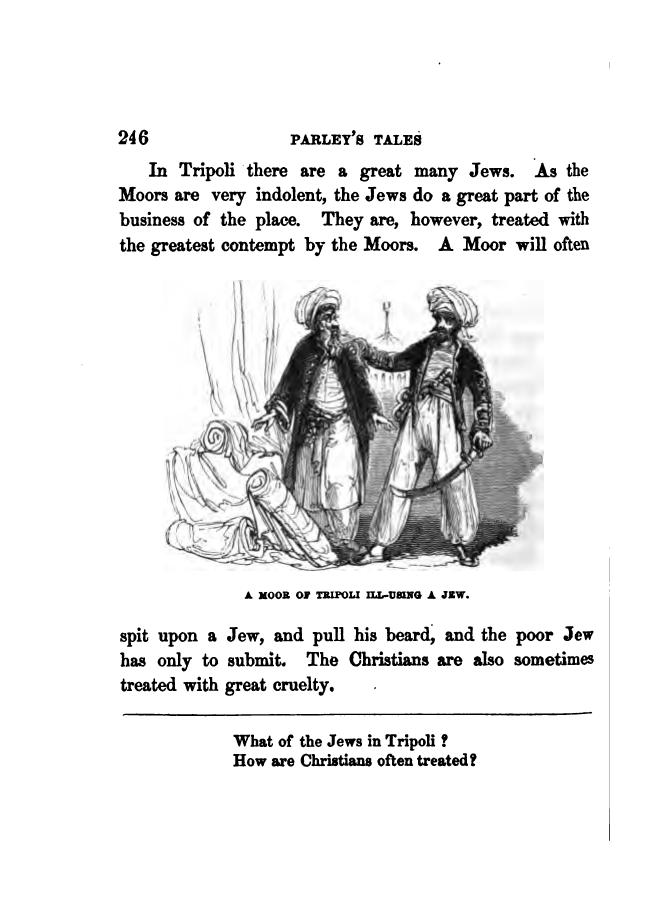 246 PARLEY'S TALES
In Tripoli there are a great many Jews. As the
Moors are very indolent, the Jews do a great part of the
business of the place. They are, however, treated with
the greatest contempt by the Moors. A Moor will often
A MOOR OF TRIPOLI ILL-USING A JEW.
spit upon a Jew, and pull his beard, and the poor Jew
has only to submit. The Christians are also sometimes
treated with great cruelty.
What of the Jews in Tripoli ?
How are Christians often treated?